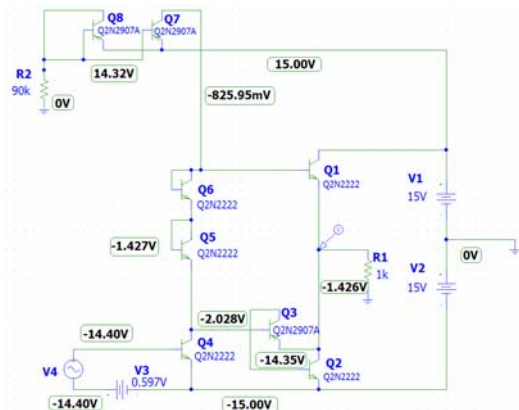 Q8
Q2N2907A
Q7
Q2N2907A
14.32V
15.00V
R2
90k
0V
-825.95mV
Q1
Q2N2222
Q6
Q2N2222
V1
15V
Q5
Q2N2222
-1.427V
0V
R1
1k
-1.426V
V2
15V
-2.028V
Q3
Q2N2907A
-14.40V
Q4
Q2N2222
-14.35V
Q2
Q2N2222
V4
V3
0.597V
-14.40V
-15.00V